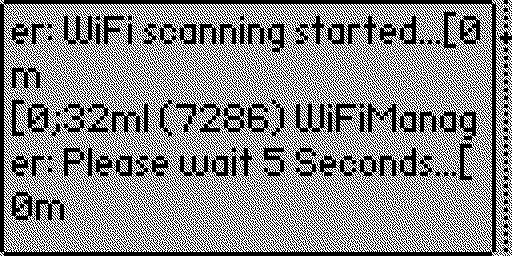 er: WiFi scanning started...[0
m
[0;32mI (7286) WiFiManag
er: Please wait 5 Seconds...[
0m